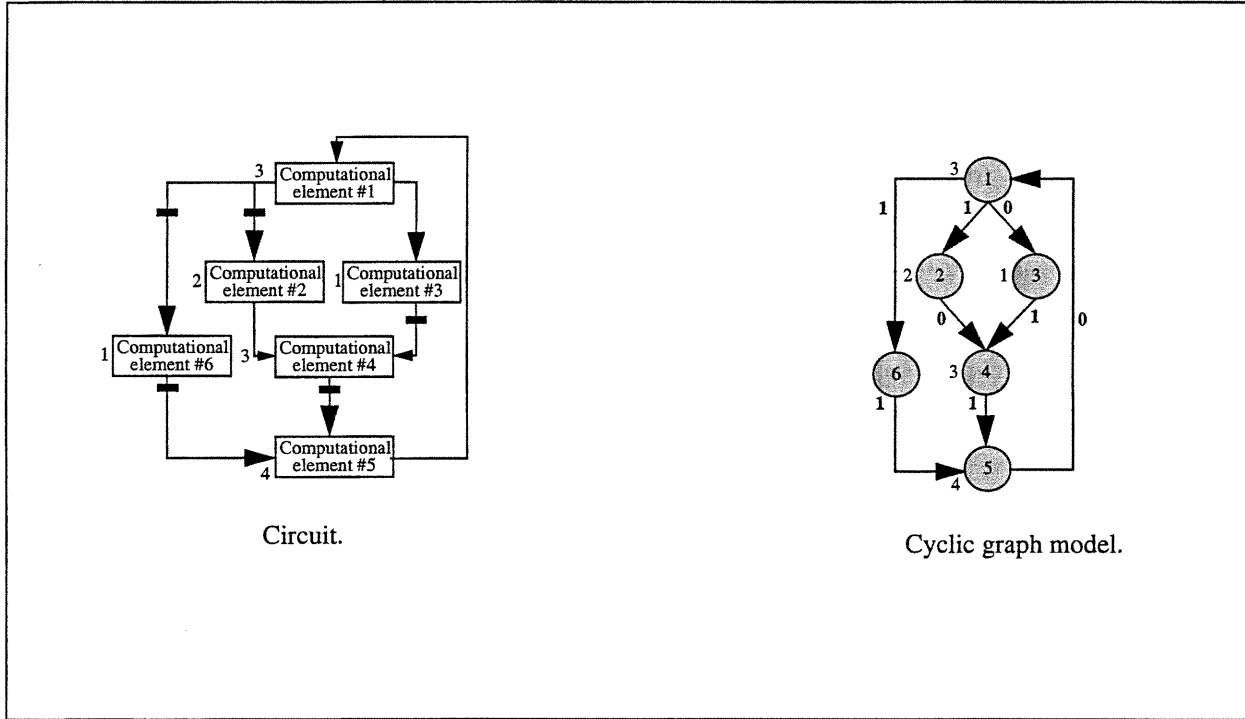 3
Computational
element #1
2
Computational
element #2
1
Computational
element #3
1
Computational
element #6
3
Computational
element #4
Computational
element #5
4
Circuit.
3
1
1
1
0
2
2
1
3
0
1
0
6
3
4
1
1
5
4
Cyclic graph model.